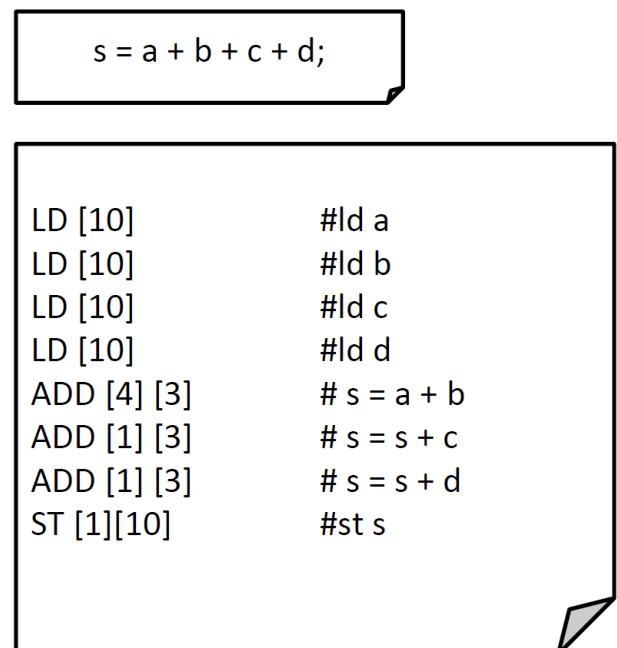 s = a + b + c + d;
LD [10] #ld a
LD [10] #ld b
LD [10] #ld c
LD [10] #ld d
ADD [4] [3] # s = a + b
ADD [1] [3] # s = s + c
ADD [1] [3] # s = s + d
ST [1][10] #st s